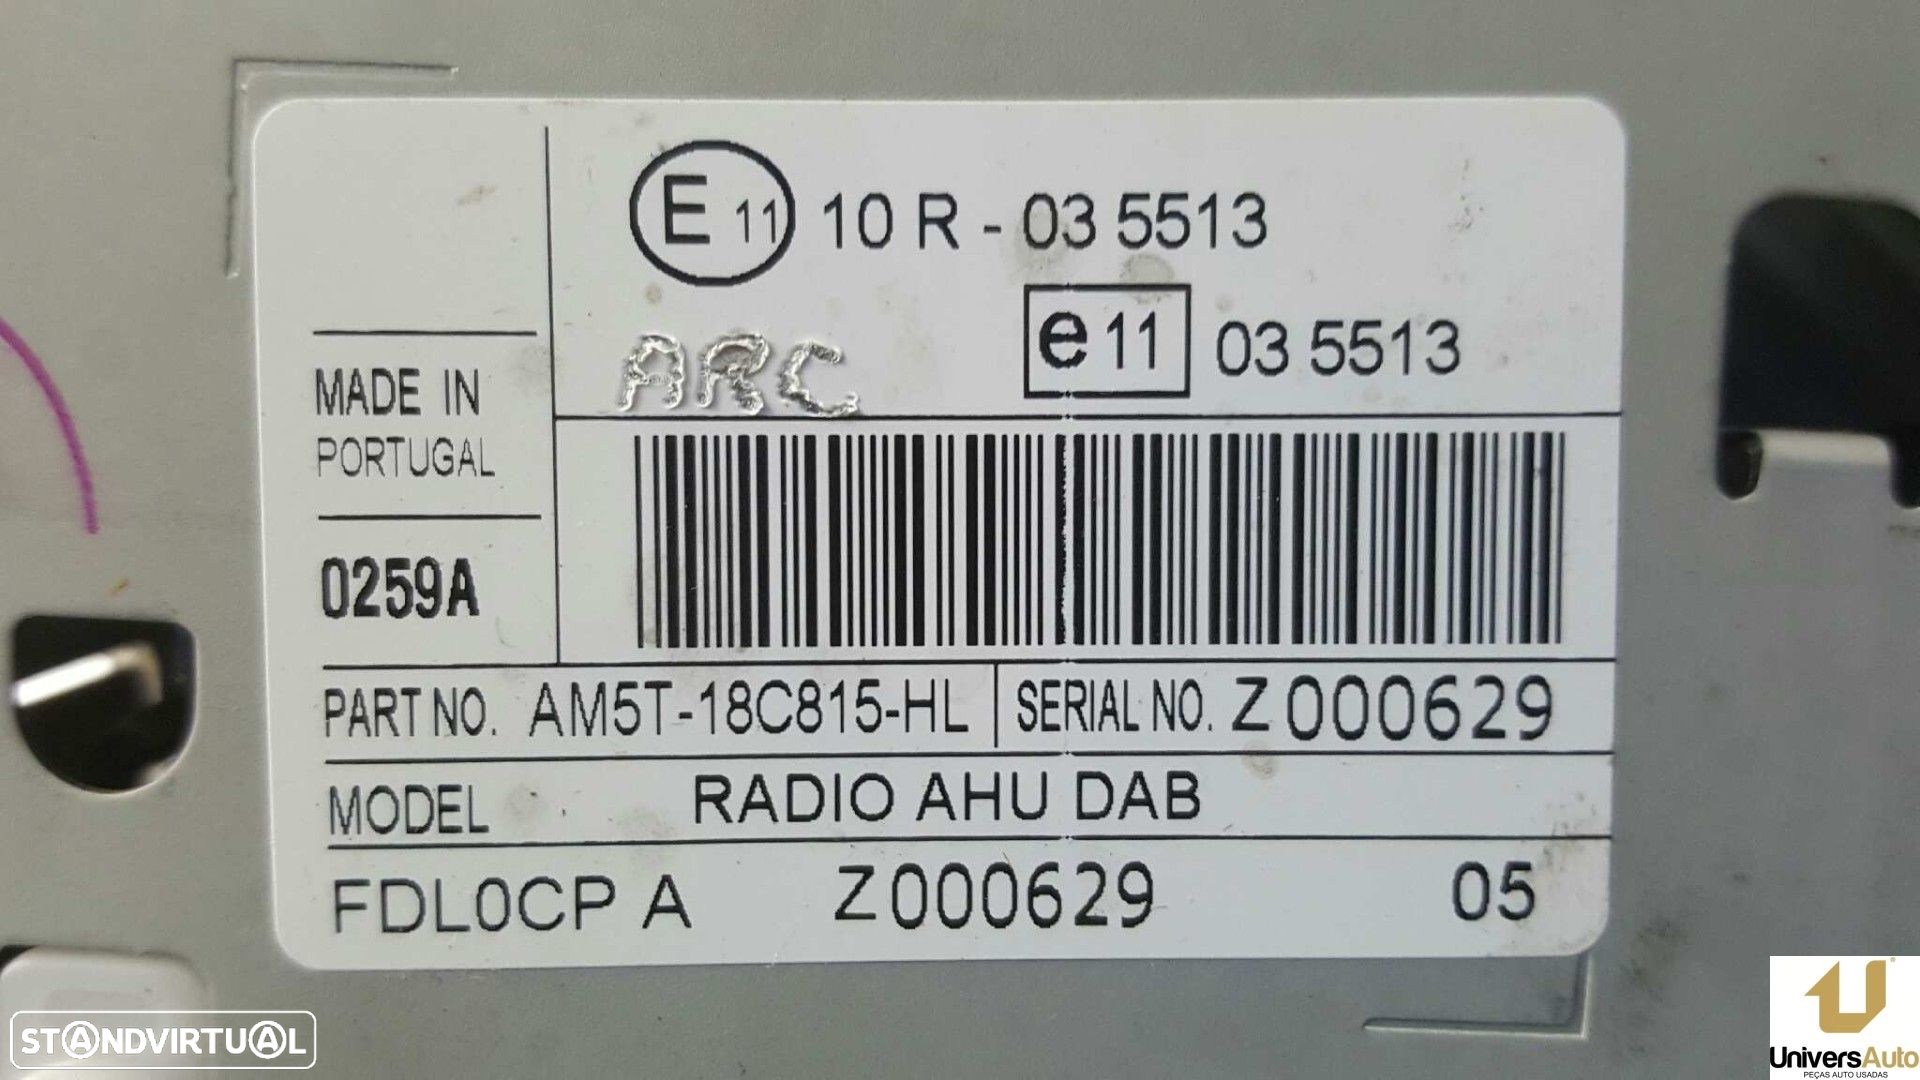 E 11 10 R - 03 5513
e 11 03 5513
ARC
MADE IN
PORTUGAL
0259A
PART NO. AM5T-18C815-HL SERIAL NO. Z000629
MODEL RADIO AHU DAB
FDL0CP A Z000629 05
STANDVIRTUAL
UniversAuto
PEÇAS AUTO USADAS